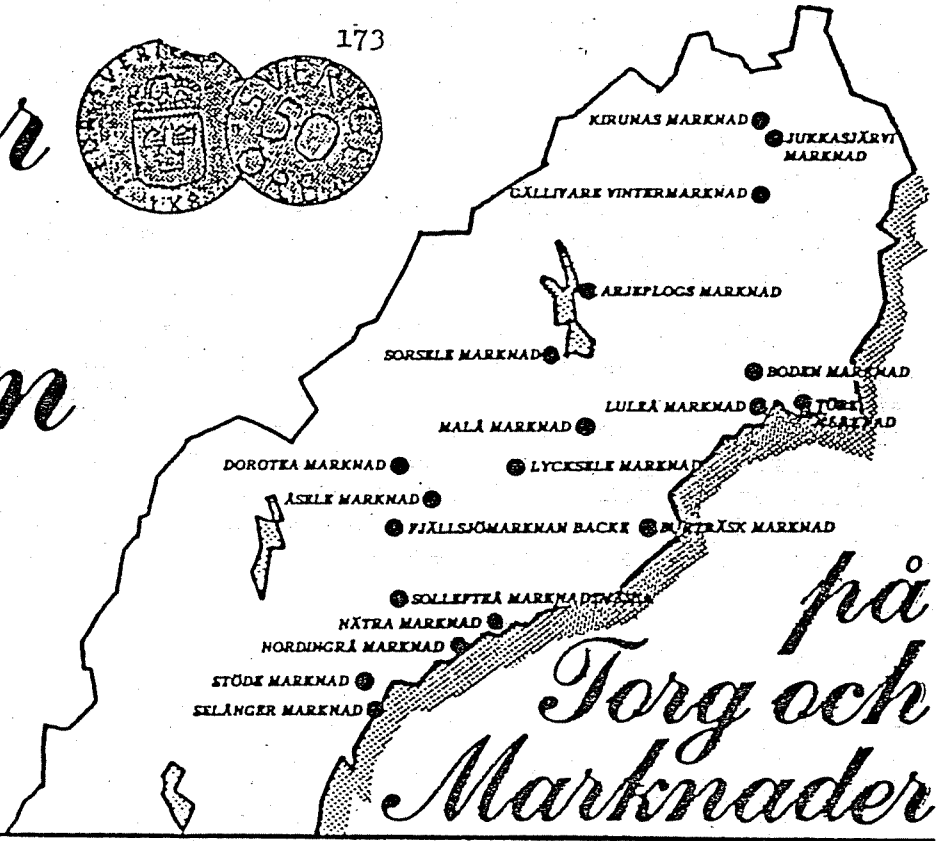 173
r
KIRUNAS MARKNAD
JUKKASJÄRVI
MARKNAD
GÄLLIVARE VINTERMARKNAD
ARJEPLOGS MARKNAD
SORSELE MARKNAD
n
BODEN MARKNAD
LULEÅ MARKNAD
MARKNAD
MALÅ MARKNAD
DOROTEA MARKNAD
LYCKSELE MARKNAD
ÅSELE MARKNAD
FJÄLLSJÖMARKNAN BACKE
BURTRÄSK MARKNAD
SOLLEFTEÅ
NÄTRA MARKNAD
NORDINGRÅ MARKNAD
STÖDE MARKNAD
SELÅNGER MARKNAD
på
Torg och
Marknader